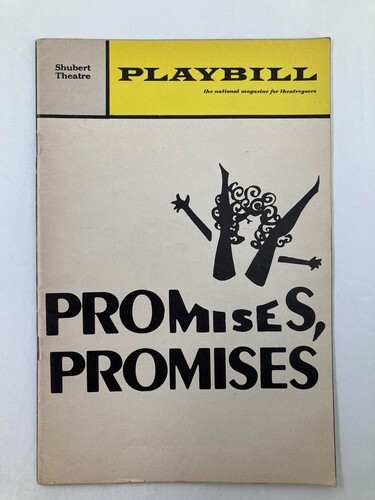 Shubert
Theatre
PLAYBILL
the national magazine for theatregoers
PROMISES,
PROMISES